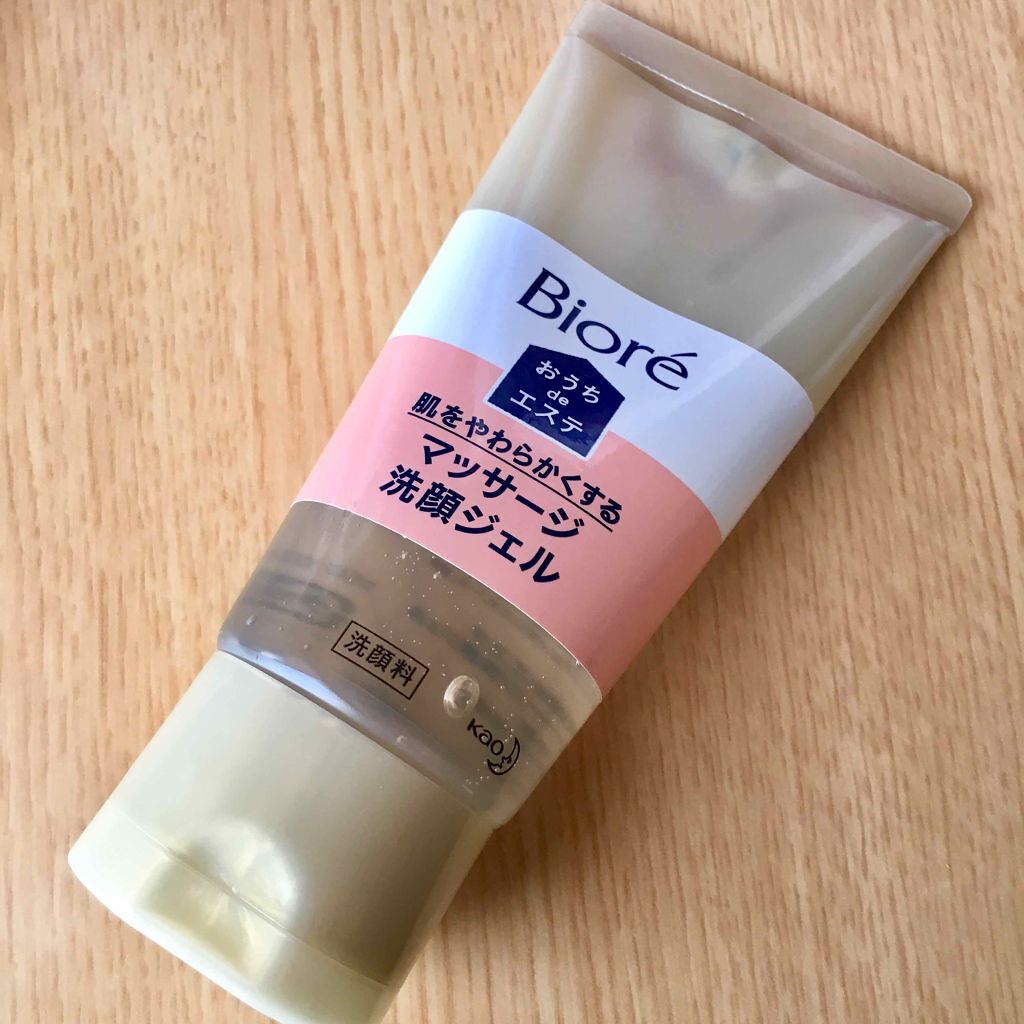 Bioré
おうち
de
エステ
肌をやわらかくする
マッサージ
洗顔ジェル
洗顔料
Kao